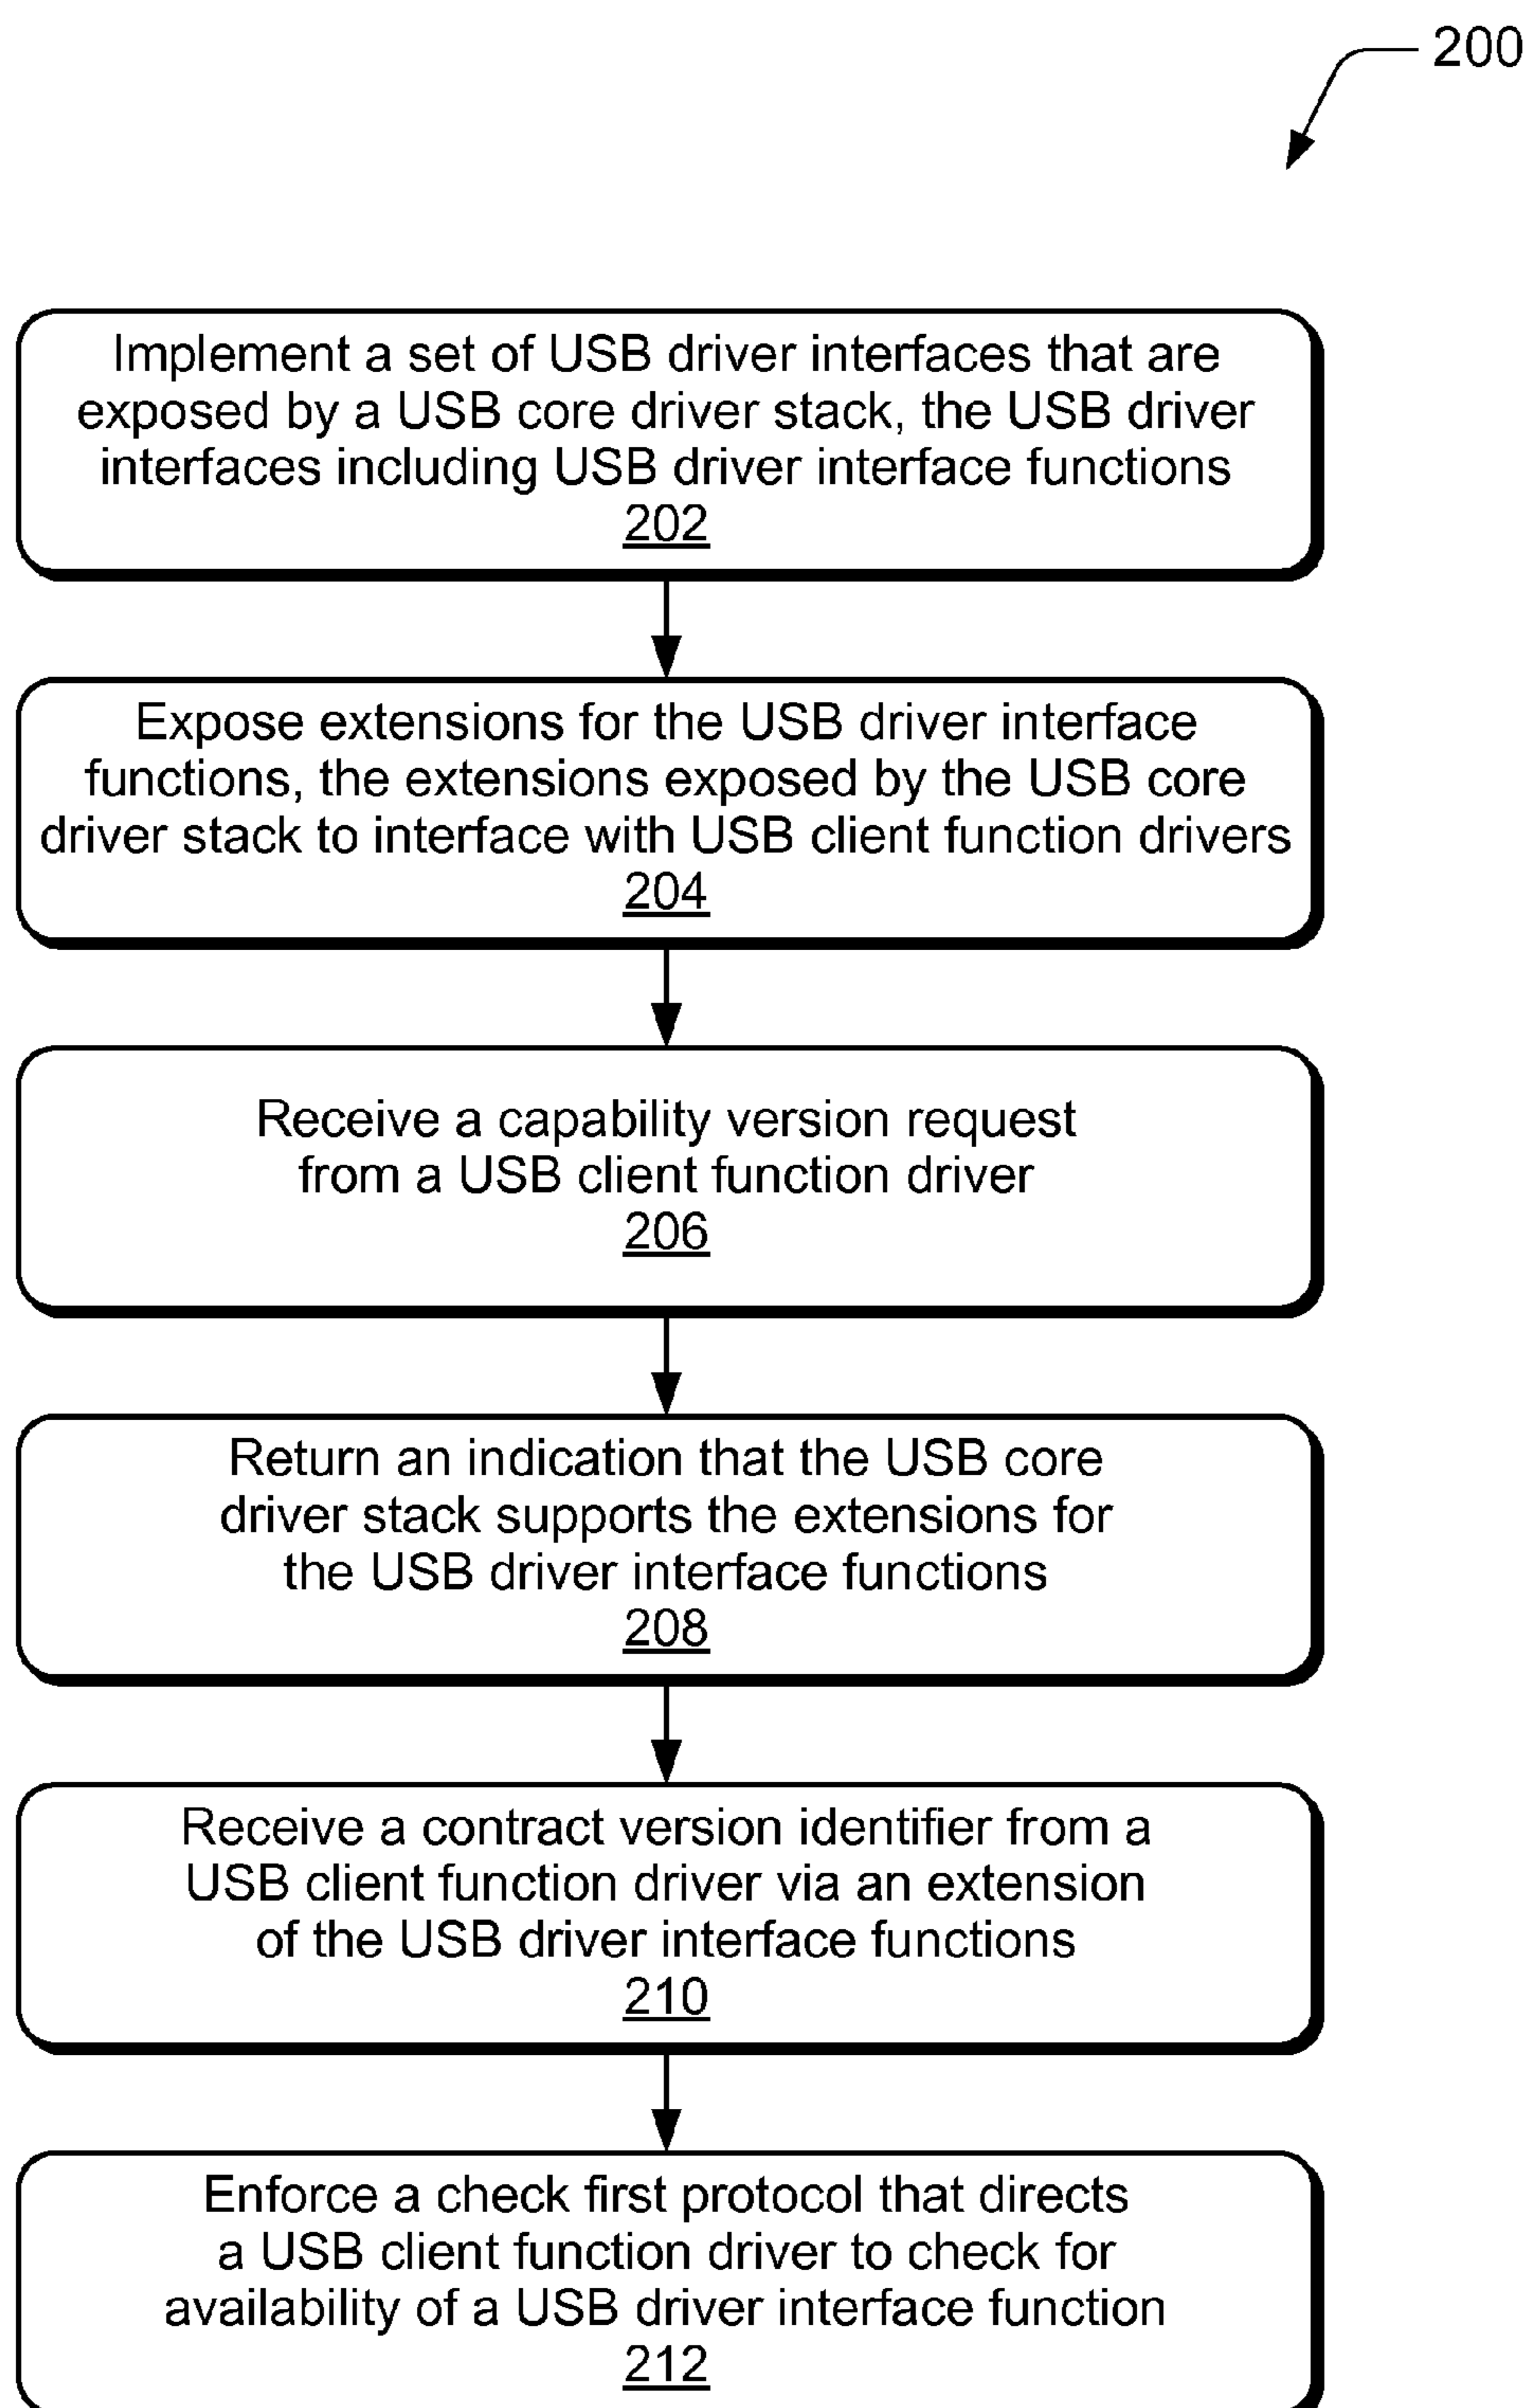 200
Implement a set of USB driver interfaces that are
exposed by a USB core driver stack, the USB driver
interfaces including USB driver interface functions
202
Expose extensions for the USB driver interface
functions, the extensions exposed by the USB core
driver stack to interface with USB client function drivers
204
Receive a capability version request
from a USB client function driver
206
Return an indication that the USB core
driver stack supports the extensions for
the USB driver interface functions
208
Receive a contract version identifier from a
USB client function driver via an extension
of the USB driver interface functions
210
Enforce a check first protocol that directs
a USB client function driver to check for
availability of a USB driver interface function
212